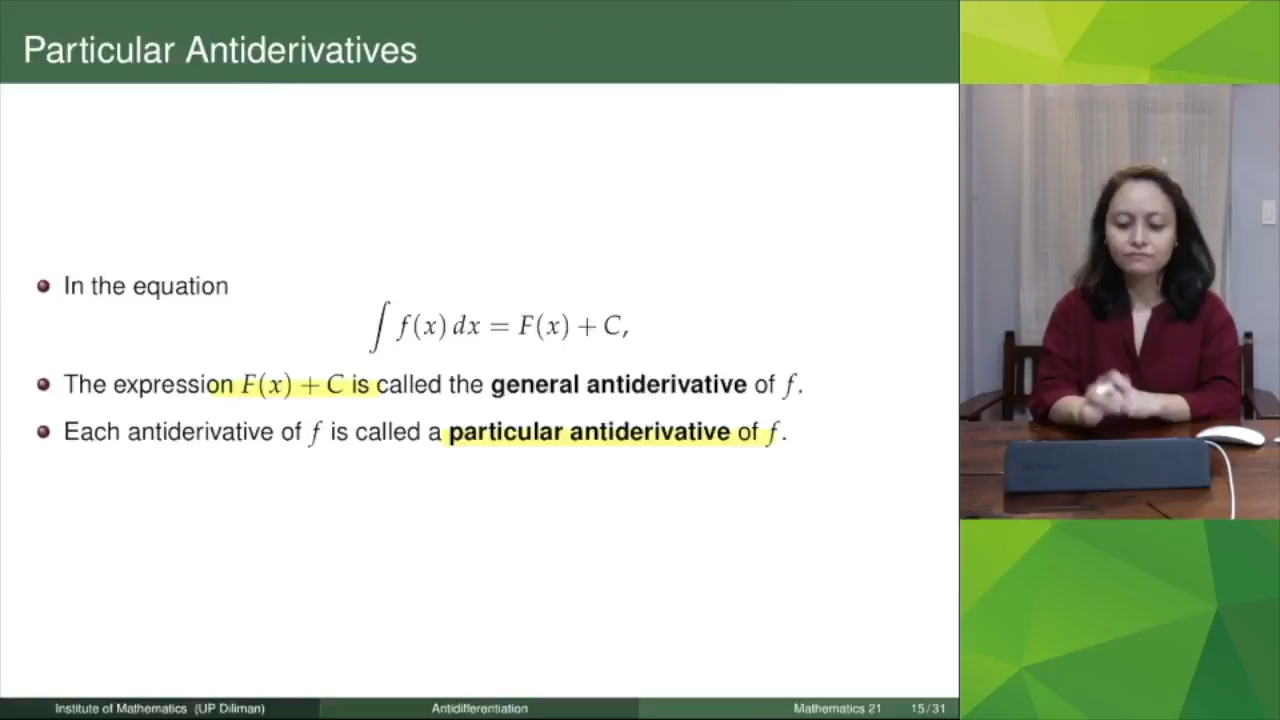 Particular Antiderivatives
In the equation
∫ f(x) dx = F(x) + C,
The expression F(x) + C is called the general antiderivative of f.
Each antiderivative of f is called a particular antiderivative of f.
Institute of Mathematics (UP Diliman) Antidifferentiation Mathematics 21 15 / 31